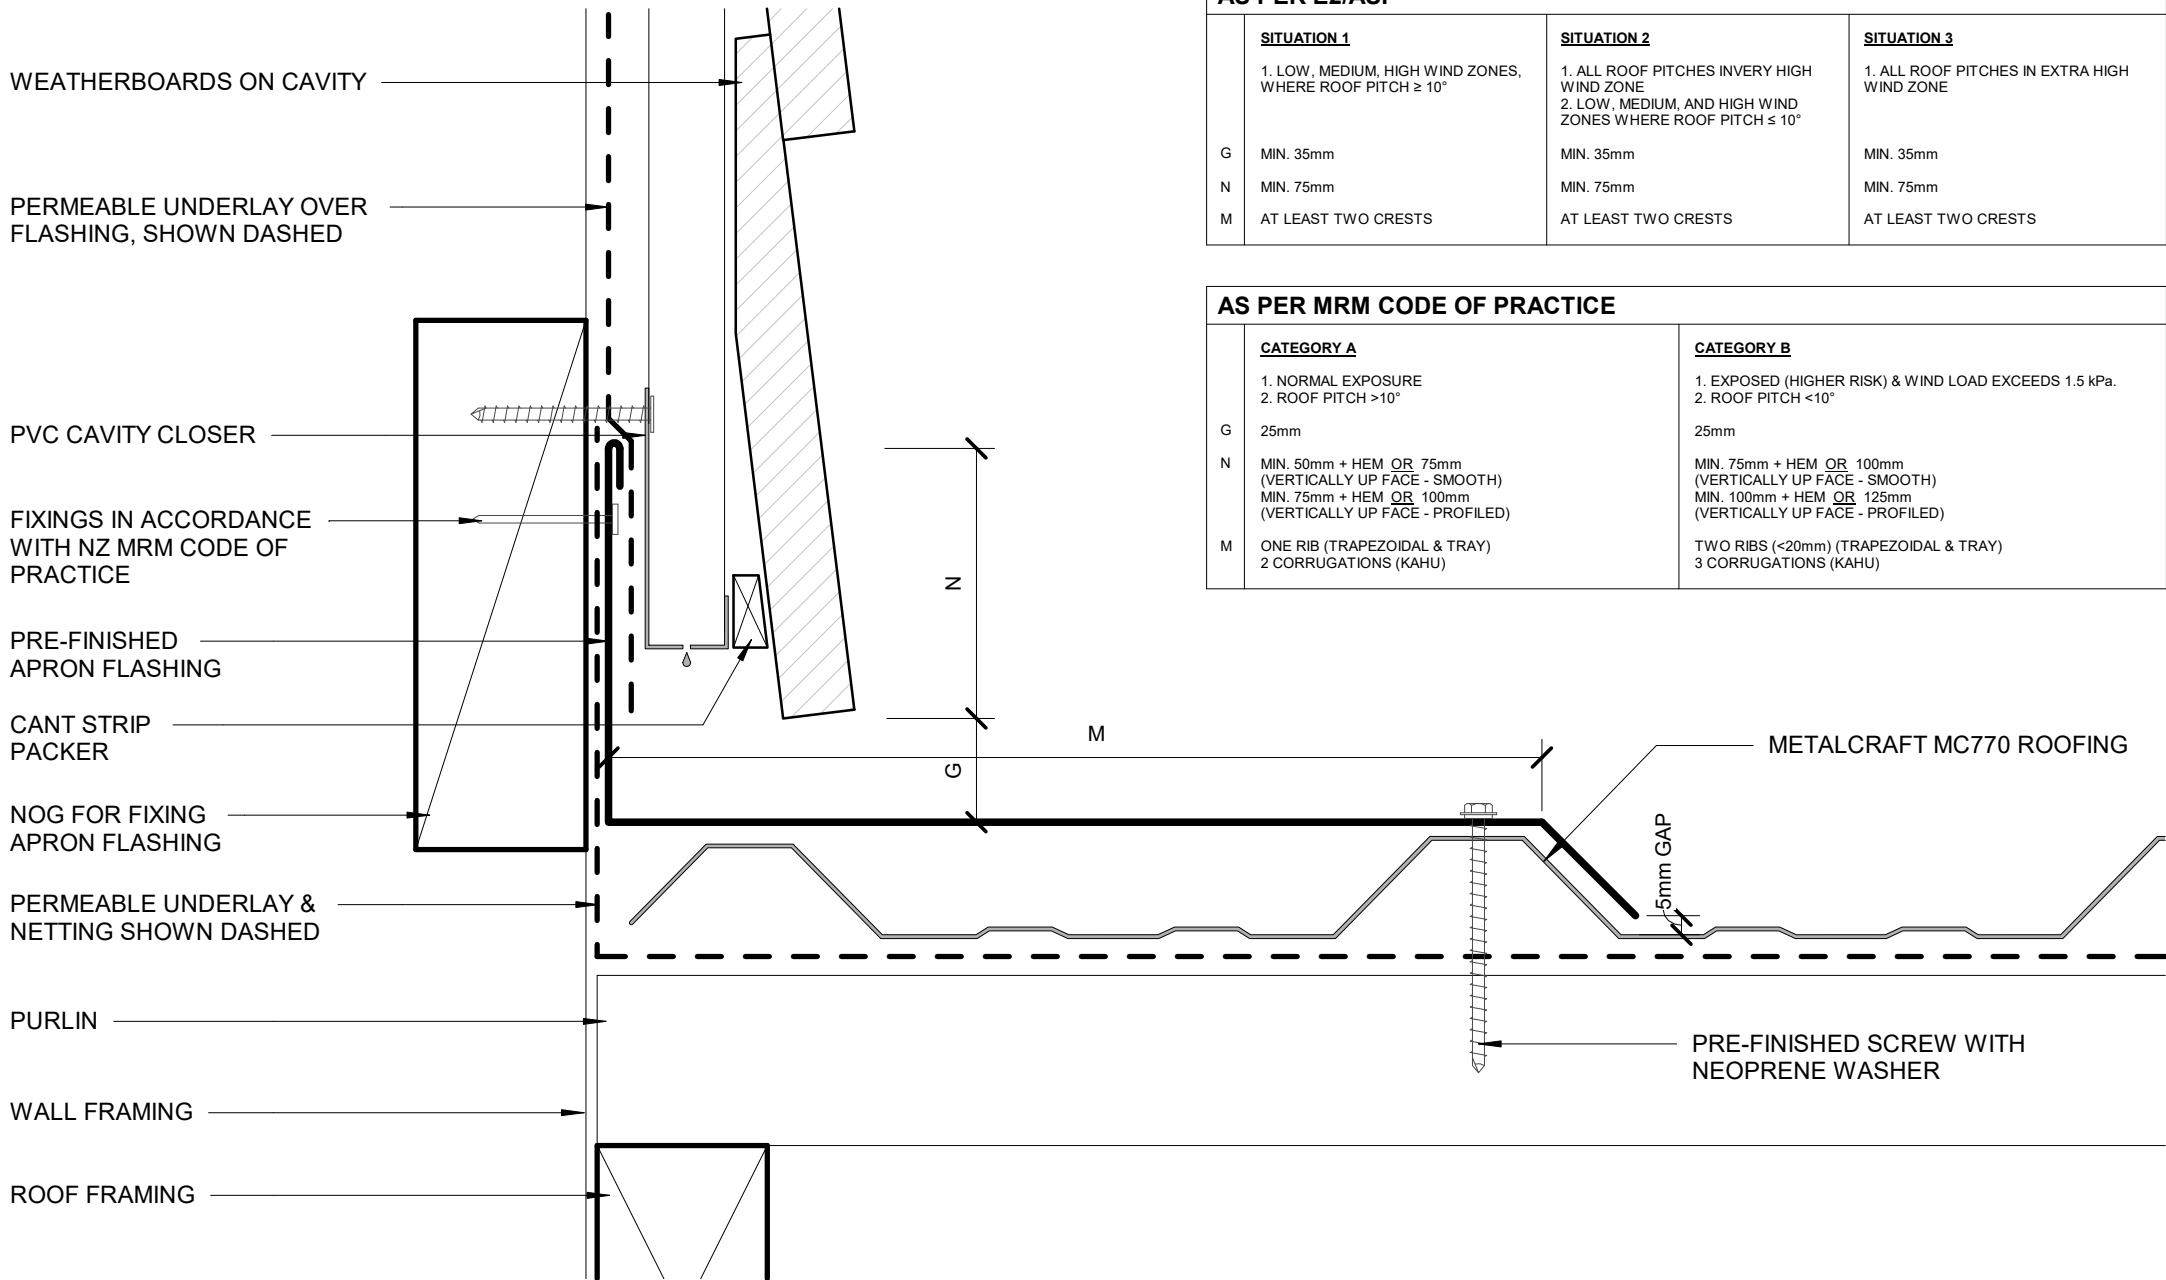 WEATHERBOARDS ON CAVITY
PERMEABLE UNDERLAY OVER
FLASHING, SHOWN DASHED
PVC CAVITY CLOSER
FIXINGS IN ACCORDANCE
WITH NZ MRM CODE OF
PRACTICE
PRE-FINISHED
APRON FLASHING
CANT STRIP
PACKER
NOG FOR FIXING
APRON FLASHING
PERMEABLE UNDERLAY &
NETTING SHOWN DASHED
PURLIN
WALL FRAMING
ROOF FRAMING
N
G
M
5mm GAP
METALCRAFT MC770 ROOFING
PRE-FINISHED SCREW WITH
NEOPRENE WASHER
SITUATION 1
1. LOW, MEDIUM, HIGH WIND ZONES,
WHERE ROOF PITCH ≥ 10°
SITUATION 2
1. ALL ROOF PITCHES INVERY HIGH
WIND ZONE
2. LOW, MEDIUM, AND HIGH WIND
ZONES WHERE ROOF PITCH ≤ 10°
SITUATION 3
1. ALL ROOF PITCHES IN EXTRA HIGH
WIND ZONE
G MIN. 35mm MIN. 35mm MIN. 35mm
N MIN. 75mm MIN. 75mm MIN. 75mm
M AT LEAST TWO CRESTS AT LEAST TWO CRESTS AT LEAST TWO CRESTS
AS PER MRM CODE OF PRACTICE
CATEGORY A
1. NORMAL EXPOSURE
2. ROOF PITCH >10°
CATEGORY B
1. EXPOSED (HIGHER RISK) & WIND LOAD EXCEEDS 1.5 kPa.
2. ROOF PITCH <10°
G 25mm 25mm
N MIN. 50mm + HEM OR 75mm
(VERTICALLY UP FACE - SMOOTH)
MIN. 75mm + HEM OR 100mm
(VERTICALLY UP FACE - PROFILED)
MIN. 75mm + HEM OR 100mm
(VERTICALLY UP FACE - SMOOTH)
MIN. 100mm + HEM OR 125mm
(VERTICALLY UP FACE - PROFILED)
M ONE RIB (TRAPEZOIDAL & TRAY)
2 CORRUGATIONS (KAHU)
TWO RIBS (<20mm) (TRAPEZOIDAL & TRAY)
3 CORRUGATIONS (KAHU)